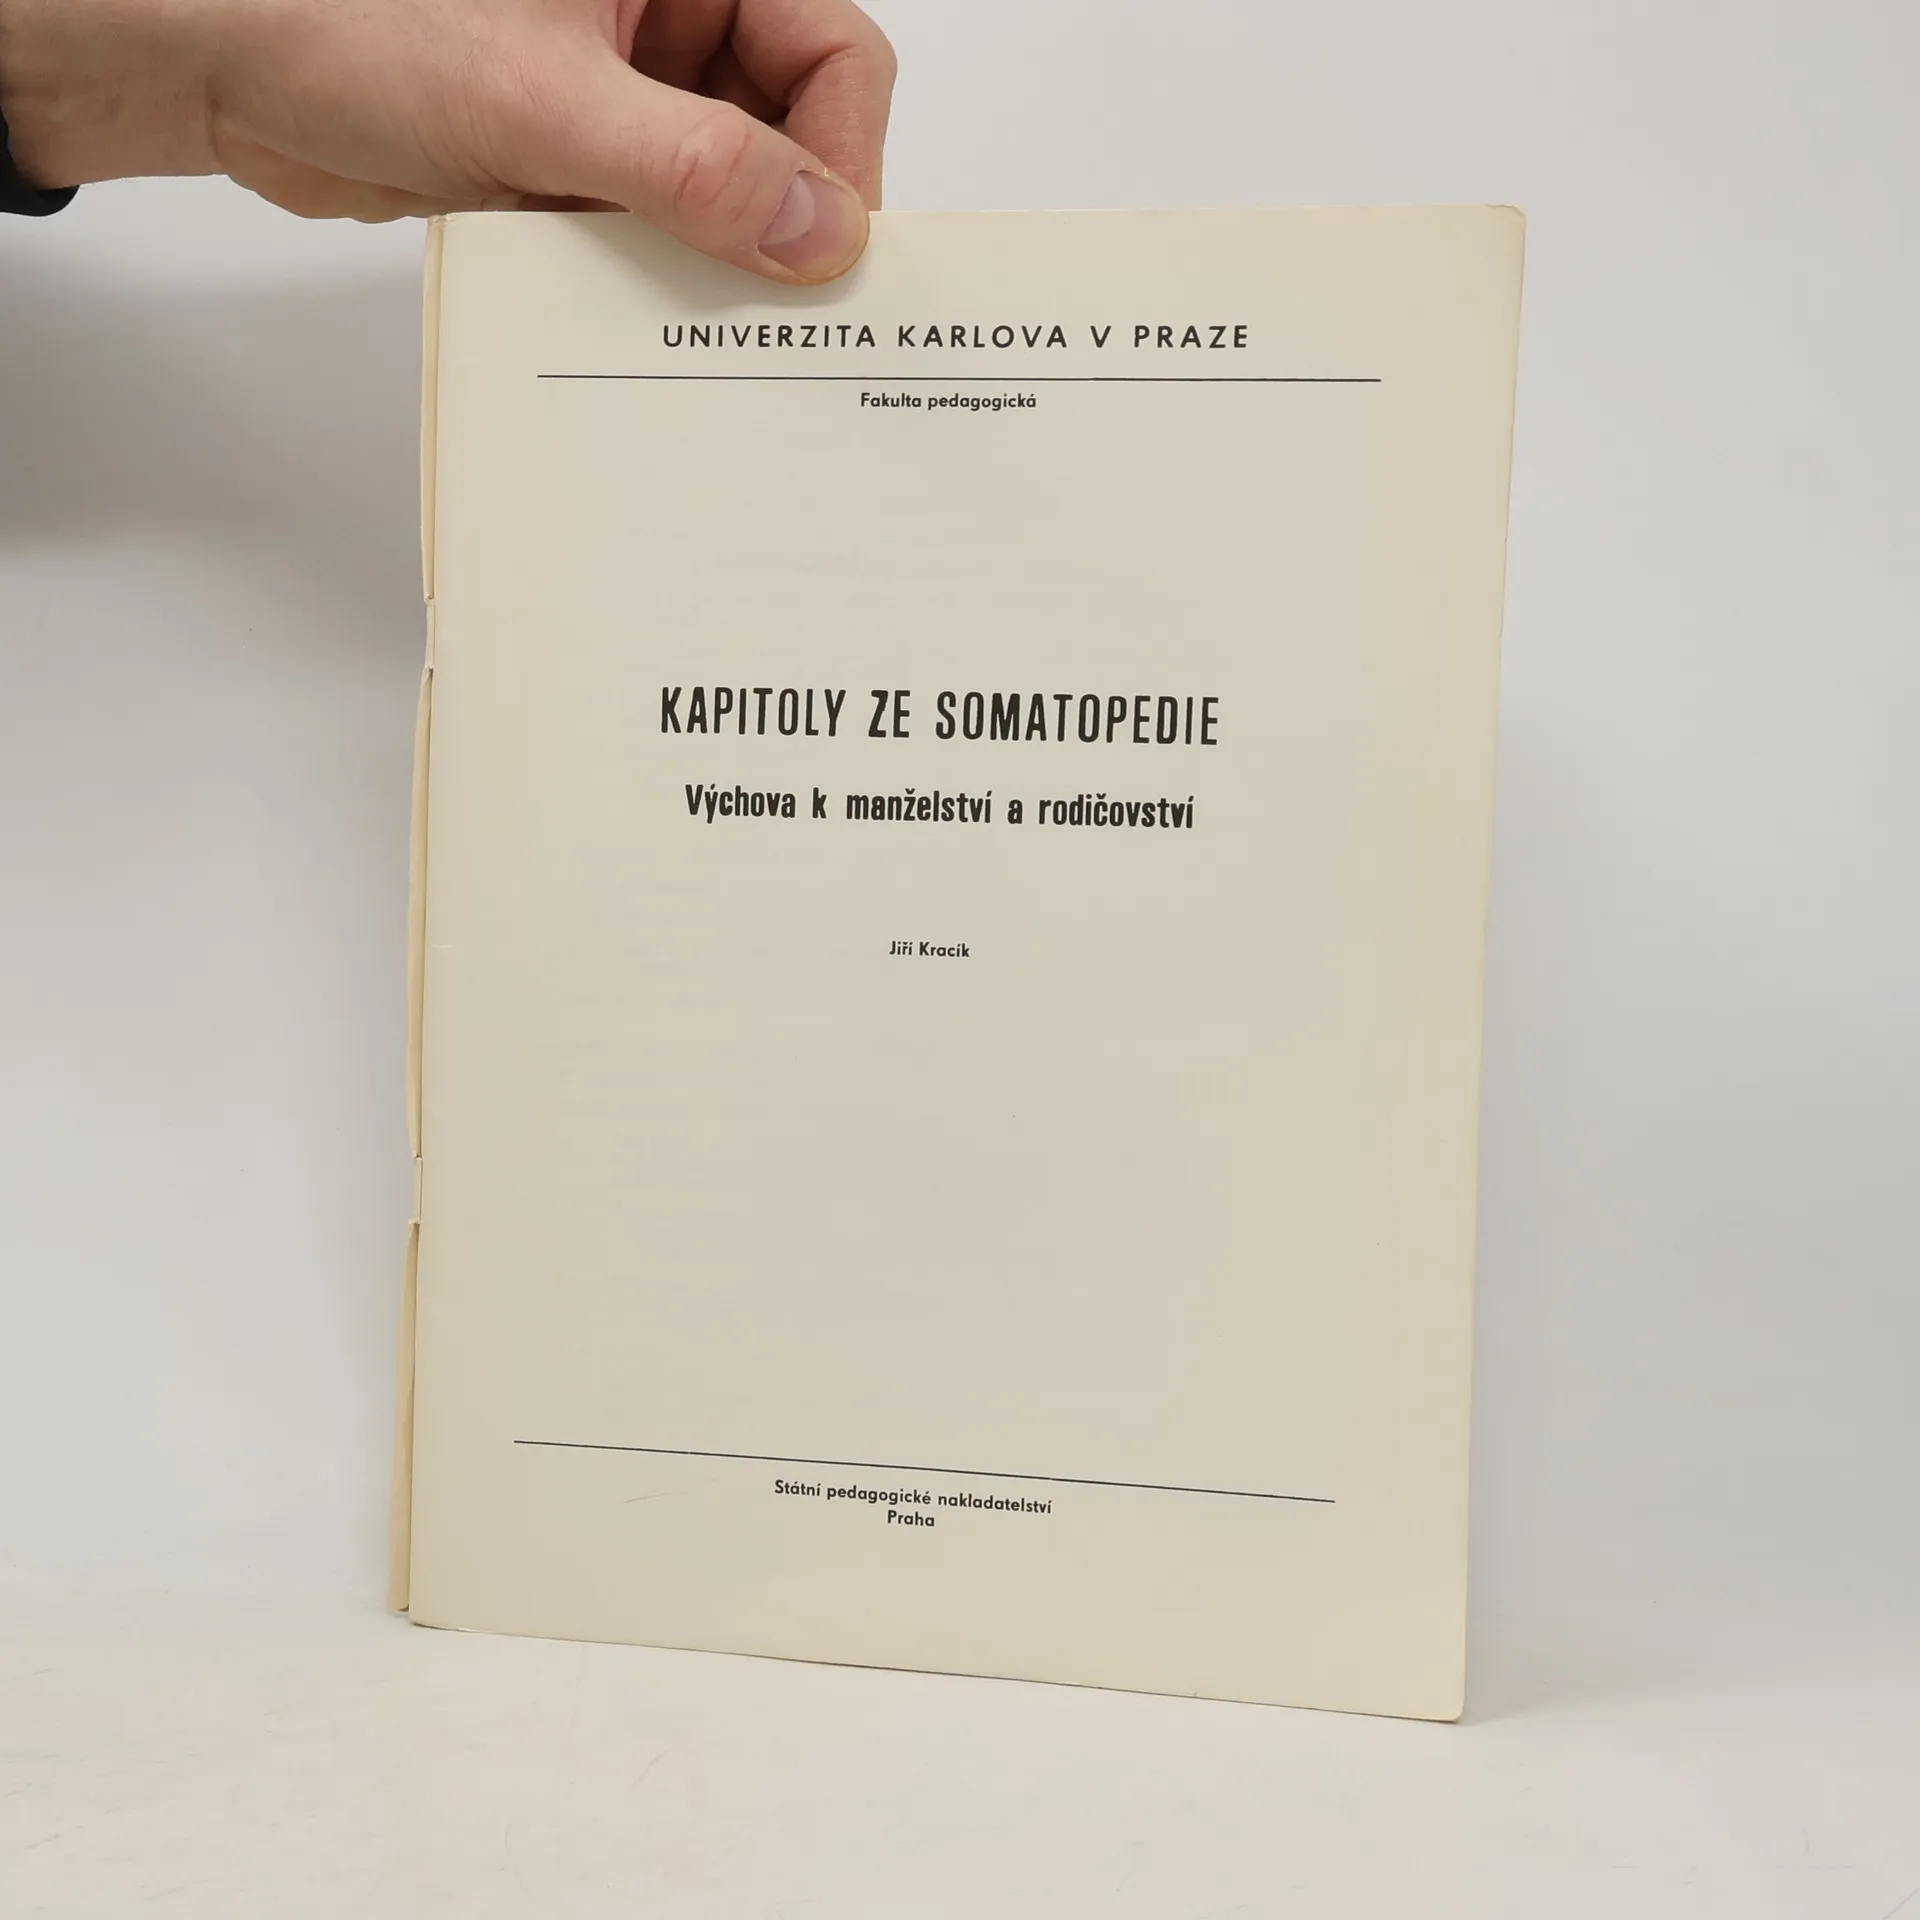 UNIVERZITA KARLOVA V PRAZE
Fakulta pedagogická
KAPITOLY ZE SOMATOPEDIE
Výchova k manželství a rodičovství
Jiří Kracík
Státní pedagogické nakladatelství
Praha